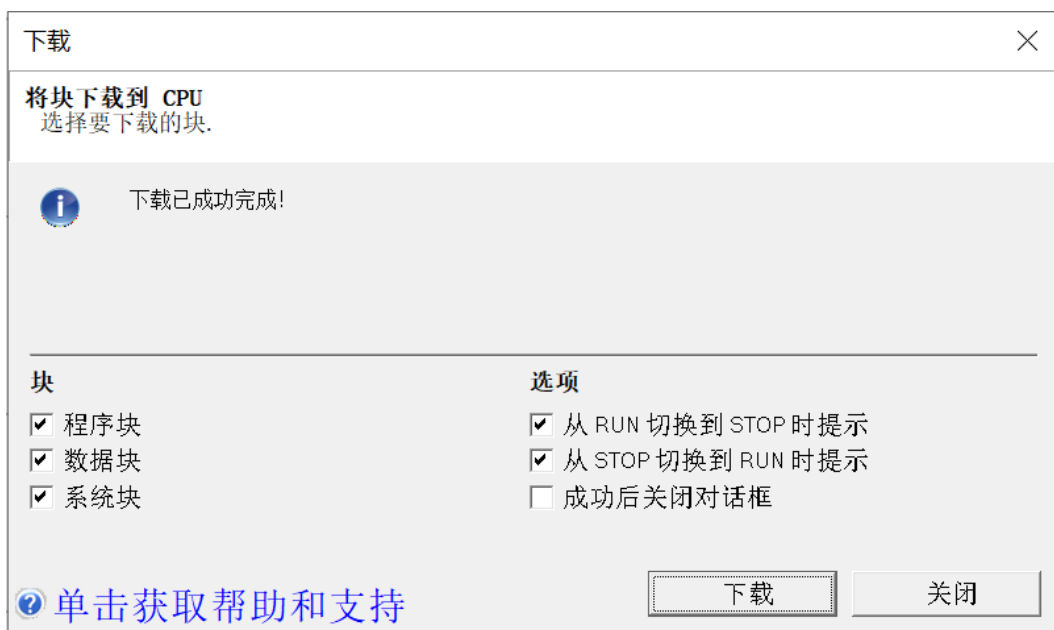 下载
将块下载到 CPU
选择要下载的块.
下载已成功完成!
块
程序块
数据块
系统块
选项
从 RUN 切换到 STOP 时提示
从 STOP 切换到 RUN 时提示
成功后关闭对话框
单击获取帮助和支持
下载
关闭